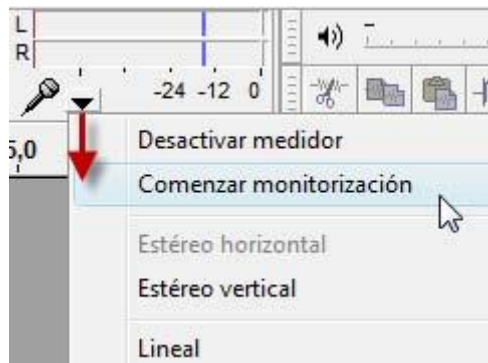 L
R
-24 -12 0
5,0
Desactivar medidor
Comenzar monitorización
Estéreo horizontal
Estéreo vertical
Lineal